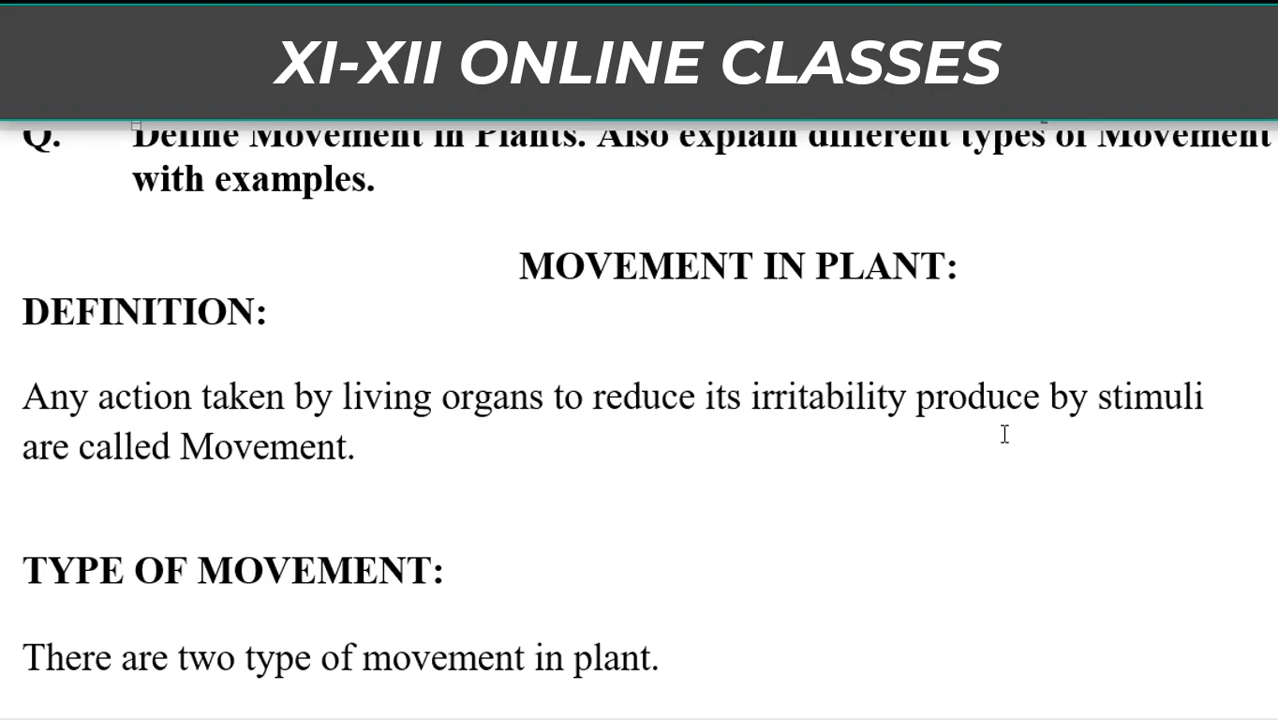 XI-XII ONLINE CLASSES
Q. Define Movement in Plants. Also explain different types of Movement
with examples.
MOVEMENT IN PLANT:
DEFINITION:
Any action taken by living organs to reduce its irritability produce by stimuli
are called Movement.
TYPE OF MOVEMENT:
There are two type of movement in plant.